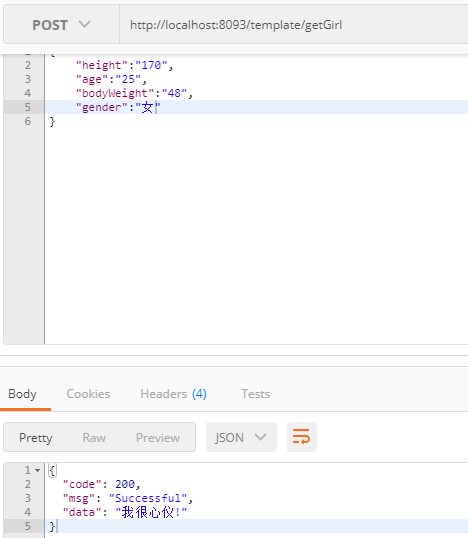 POST http://localhost:8093/template/getGirl
1 {
2 "height":"170",
3 "age":"25",
4 "bodyWeight":"48",
5 "gender":"女"
6 }
Body Cookies Headers (4) Tests
Pretty Raw Preview JSON
1 {
2 "code": 200,
3 "msg": "Successful",
4 "data": "我很心仪!"
5 }